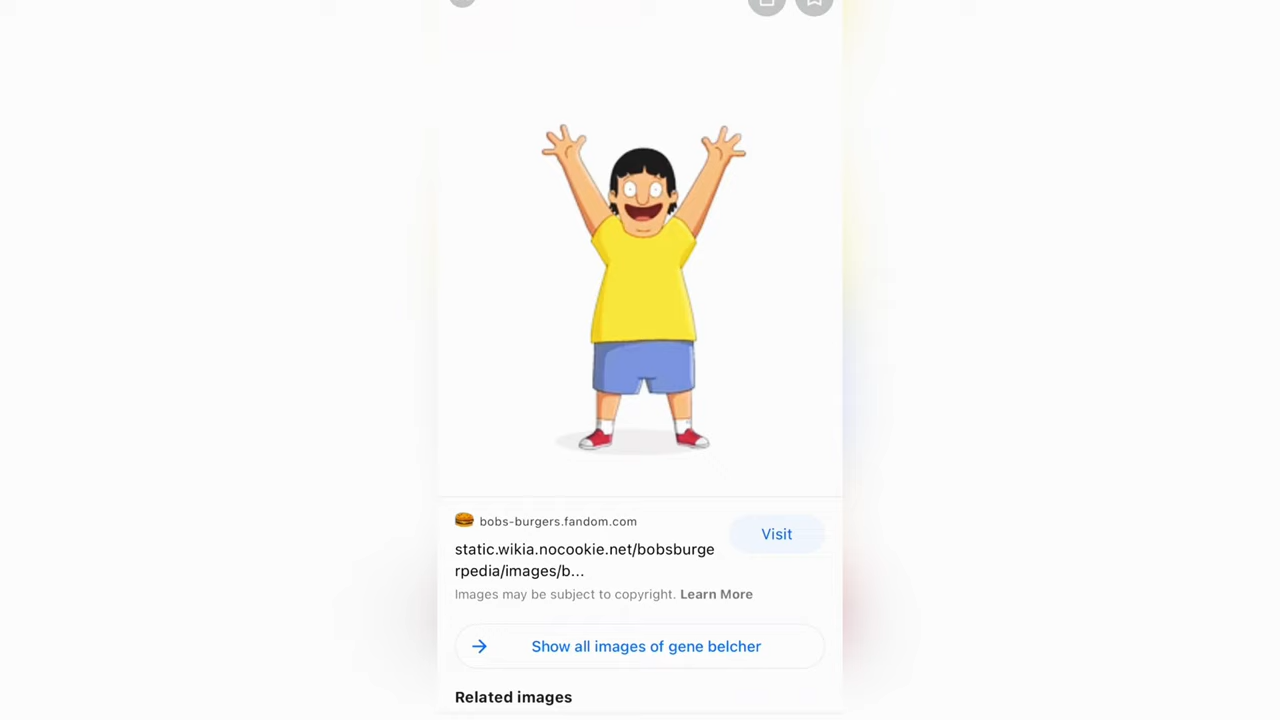 bobs-burgers.fandom.com
Visit
static.wikia.nocookie.net/bobsburge
rpedia/images/b...
Images may be subject to copyright. Learn More
Show all images of gene belcher
Related images